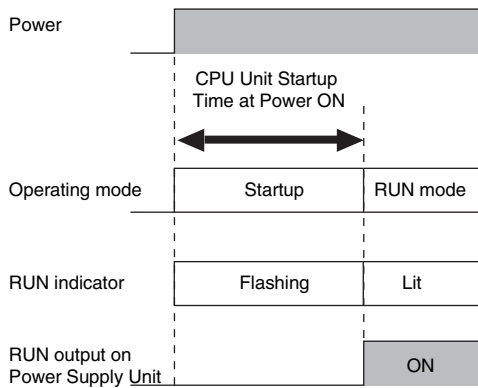 Power
CPU Unit Startup
Time at Power ON
Operating mode
Startup
RUN mode
RUN indicator
Flashing
Lit
RUN output on
Power Supply Unit
ON